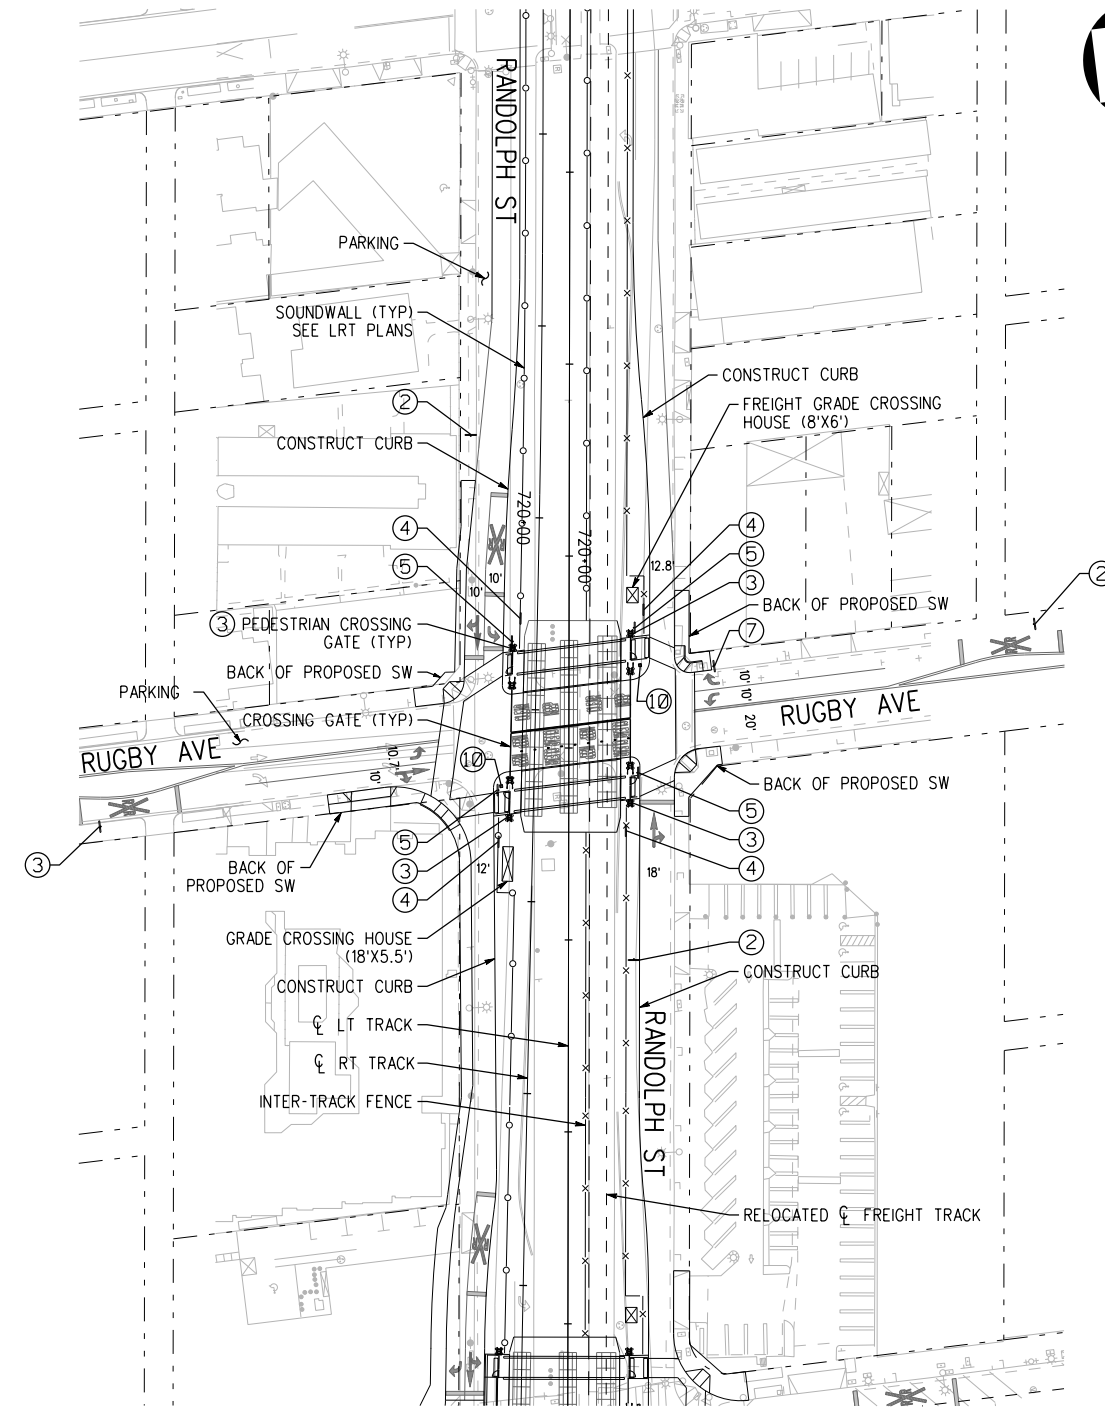 RANDOLPH ST
PARKING
SOUNDWALL (TYP)
SEE LRT PLANS
CONSTRUCT CURB
FREIGHT GRADE CROSSING
HOUSE (8'X6')
2
CONSTRUCT CURB
720+00
720+00
4
5
4
5
3
12.8'
10'
10'
2
BACK OF PROPOSED SW
3 PEDESTRIAN CROSSING
GATE (TYP)
7
BACK OF PROPOSED SW
PARKING
10' 10' 20'
10
CROSSING GATE (TYP)
RUGBY AVE
RUGBY AVE
10.7'
10'
10
BACK OF PROPOSED SW
5
3
4
5
3
4
3
BACK OF
PROPOSED SW
12'
18'
GRADE CROSSING HOUSE
(18'X5.5')
2
CONSTRUCT CURB
CONSTRUCT CURB
℄ LT TRACK
RANDOLPH ST
℄ RT TRACK
INTER-TRACK FENCE
RELOCATED ℄ FREIGHT TRACK